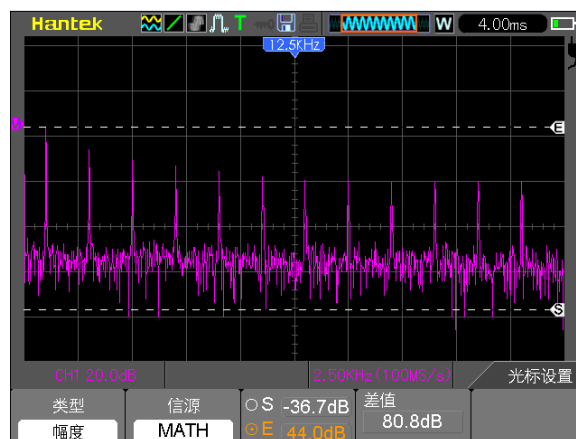 Hantek T W 4.00ms
12.5KHz
M
E
S
CH1 20.0dB 2.50KHz(100MS/s) 光标设置
类型 信源 S -36.7dB 差值
幅度 MATH E 44.0dB 80.8dB